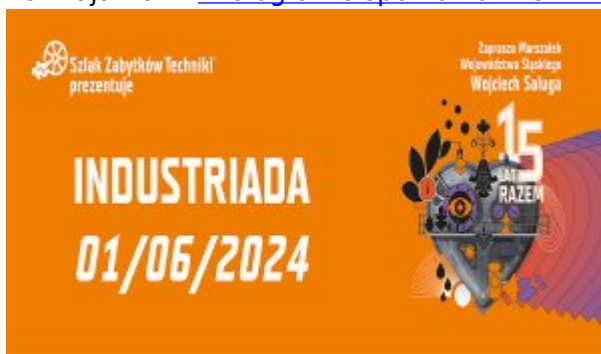 Szlak Zabytków Techniki
prezentuje
Zaprasza Marszałek
Województwa Śląskiego
Wojciech Saługa
INDUSTRIADA
01/06/2024
15
LAT
RAZEM